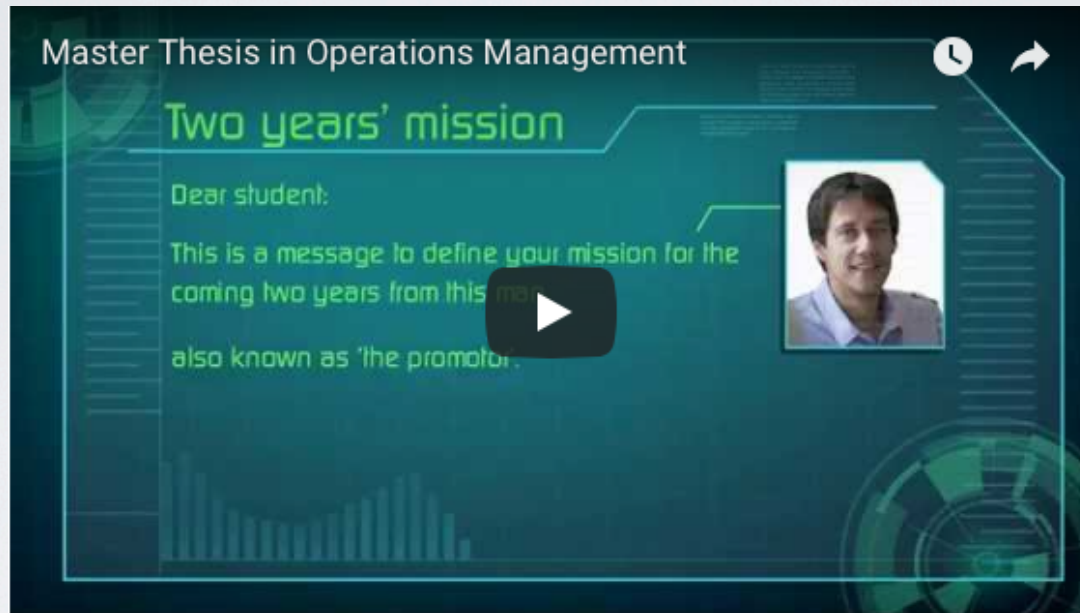 Master Thesis in Operations Management
Two years' mission
Dear student:
This is a message to define your mission for the
coming two years from this man
also known as 'the promotor'.